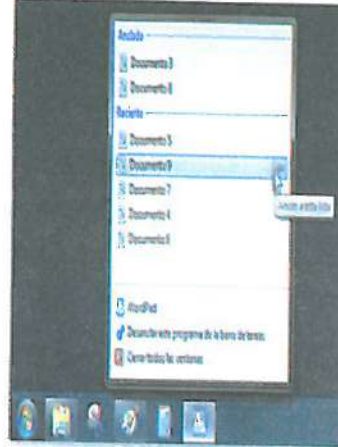 Anclado
Documento 3
Documento 8
Reciente
Documento 5
Documento 9
Documento 7
Documento 4
Documento 6
Anclar a esta lista
WordPad
Desanclar este programa de la barra de tareas
Cerrar todas las ventanas